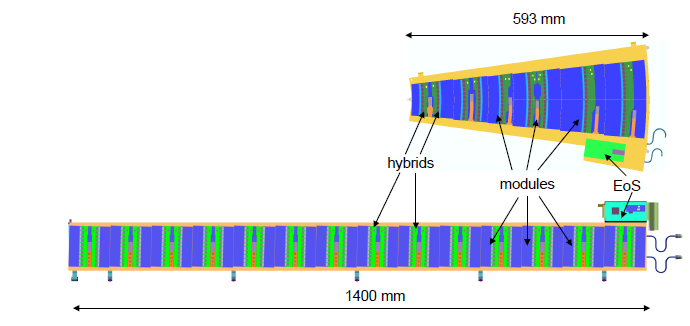 593 mm
hybrids
modules
EoS
1400 mm